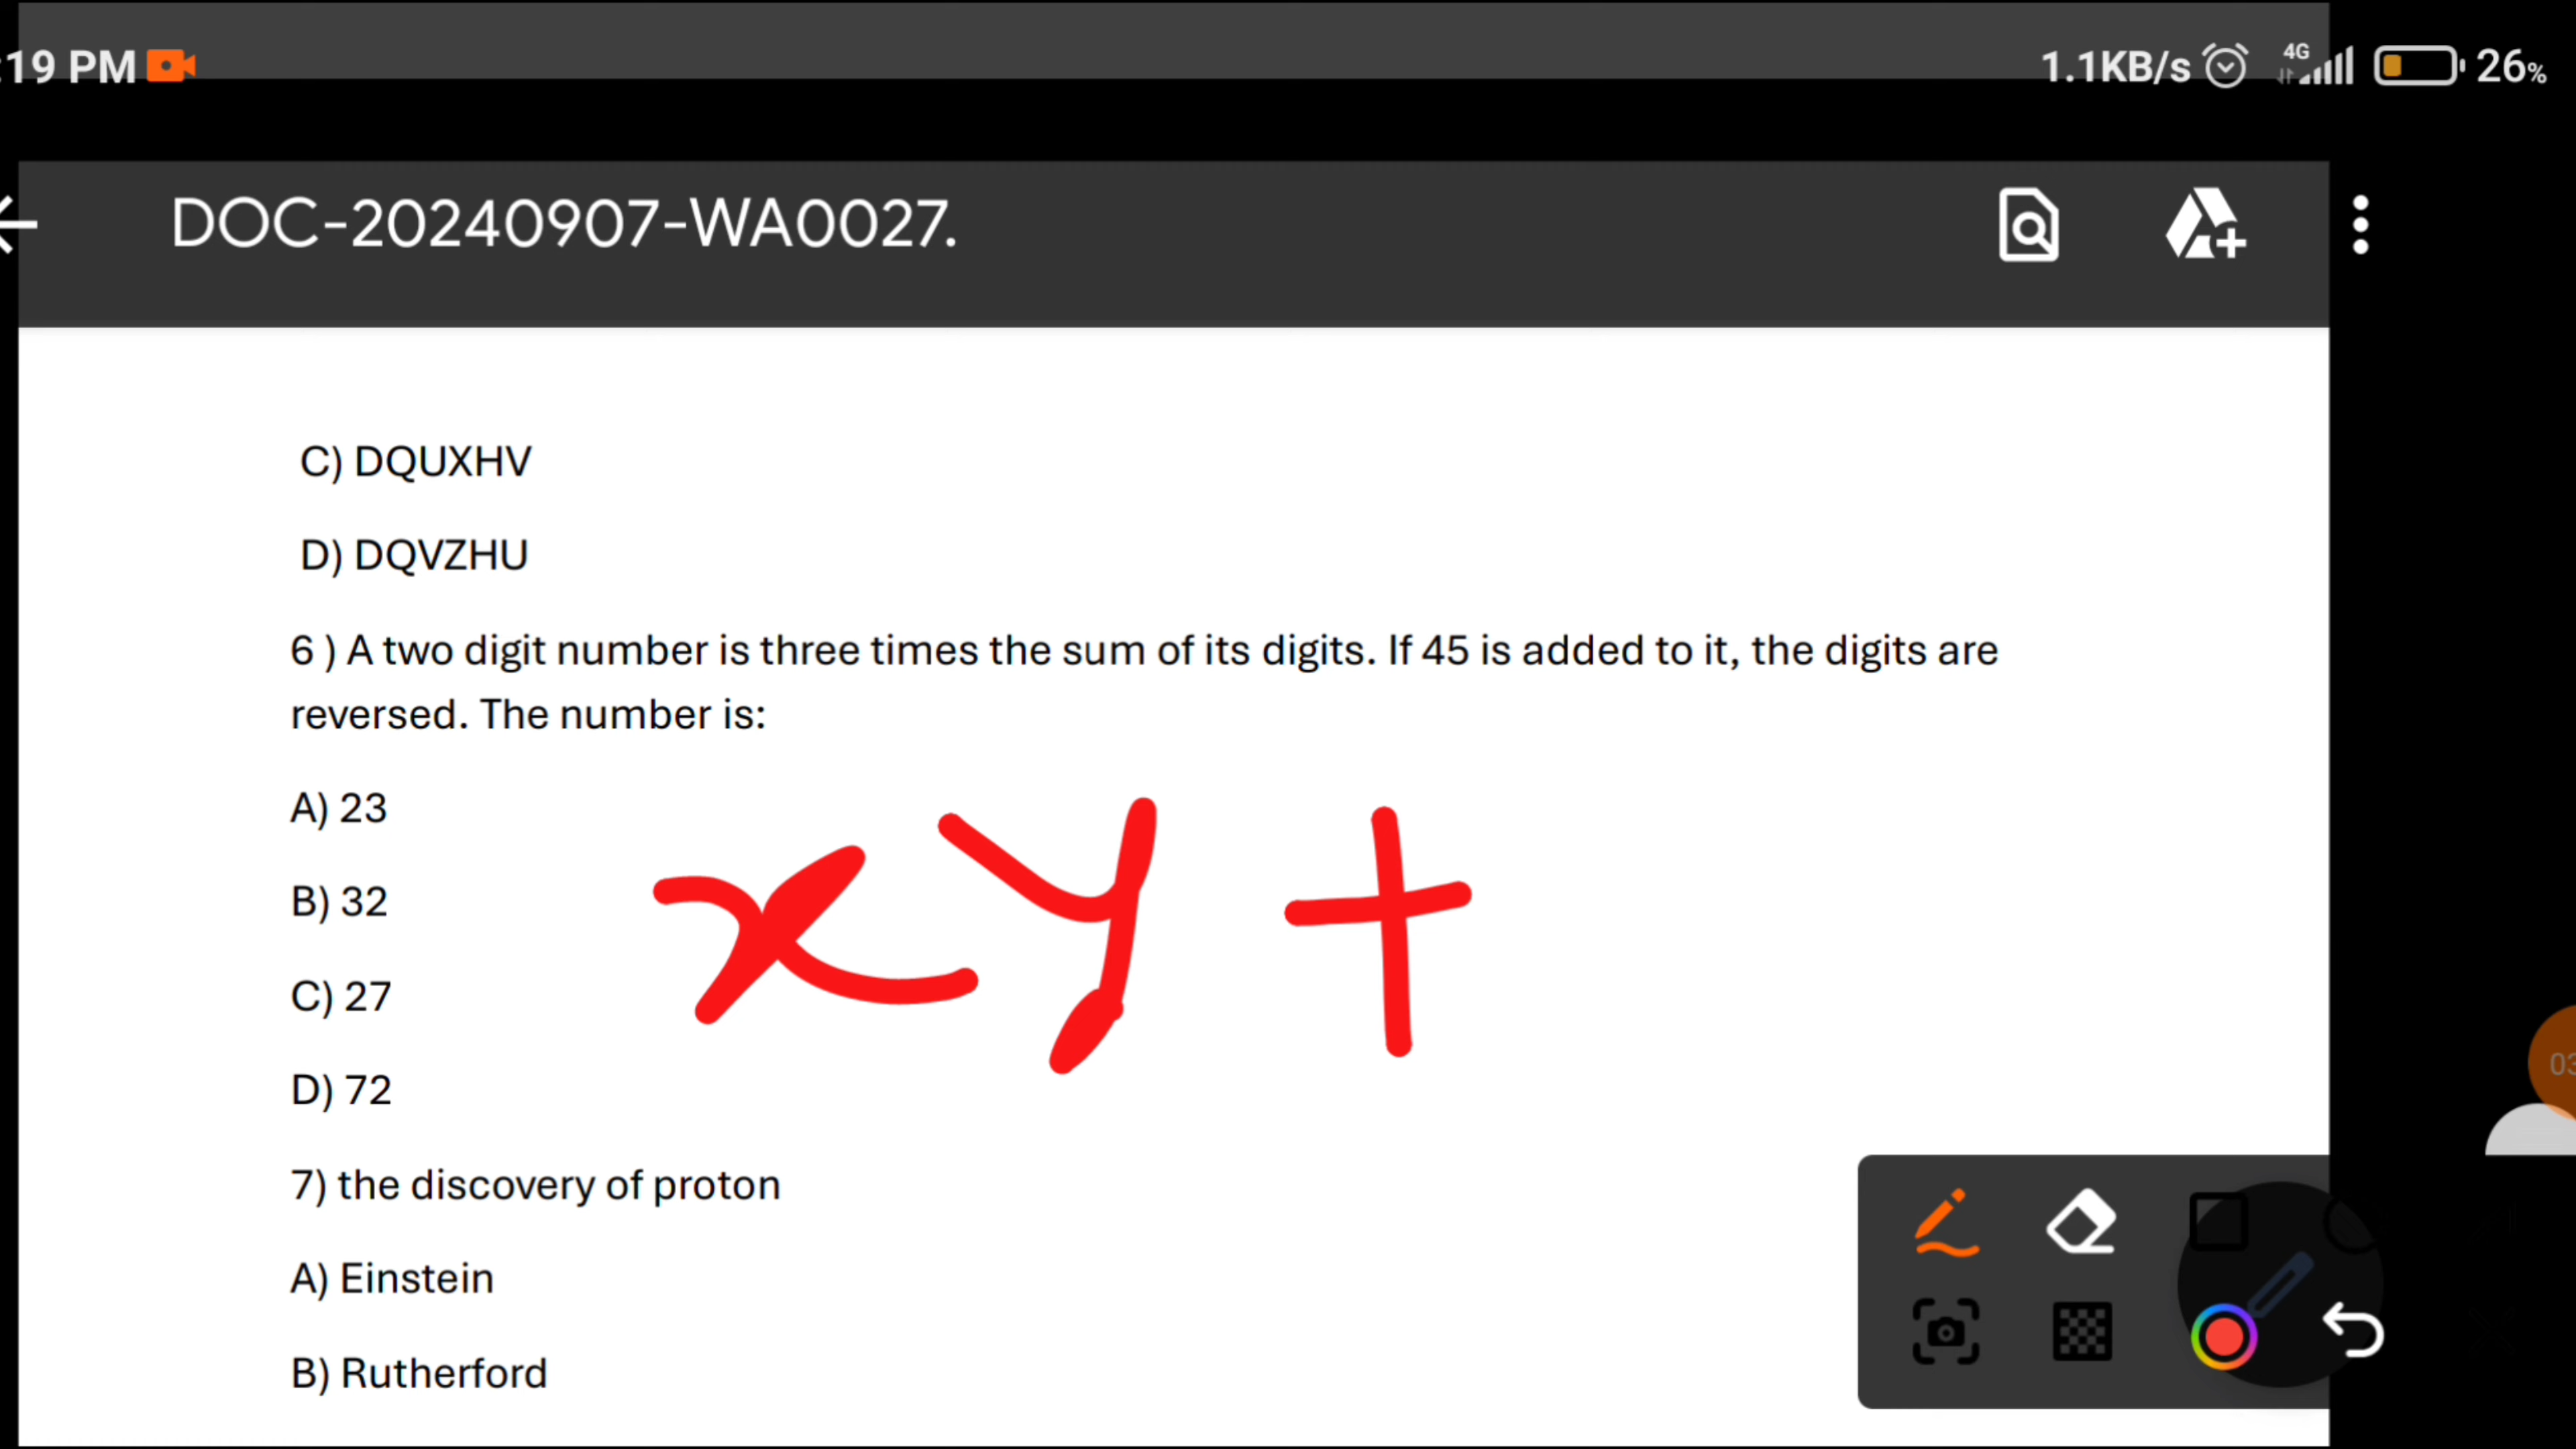 :19 PM 1.1KB/s 4G 26%
DOC-20240907-WA0027.
C) DQUXHV
D) DQVZHU
6 ) A two digit number is three times the sum of its digits. If 45 is added to it, the digits are
reversed. The number is:
A) 23
B) 32
x y +
C) 27
D) 72
03
7) the discovery of proton
A) Einstein
B) Rutherford